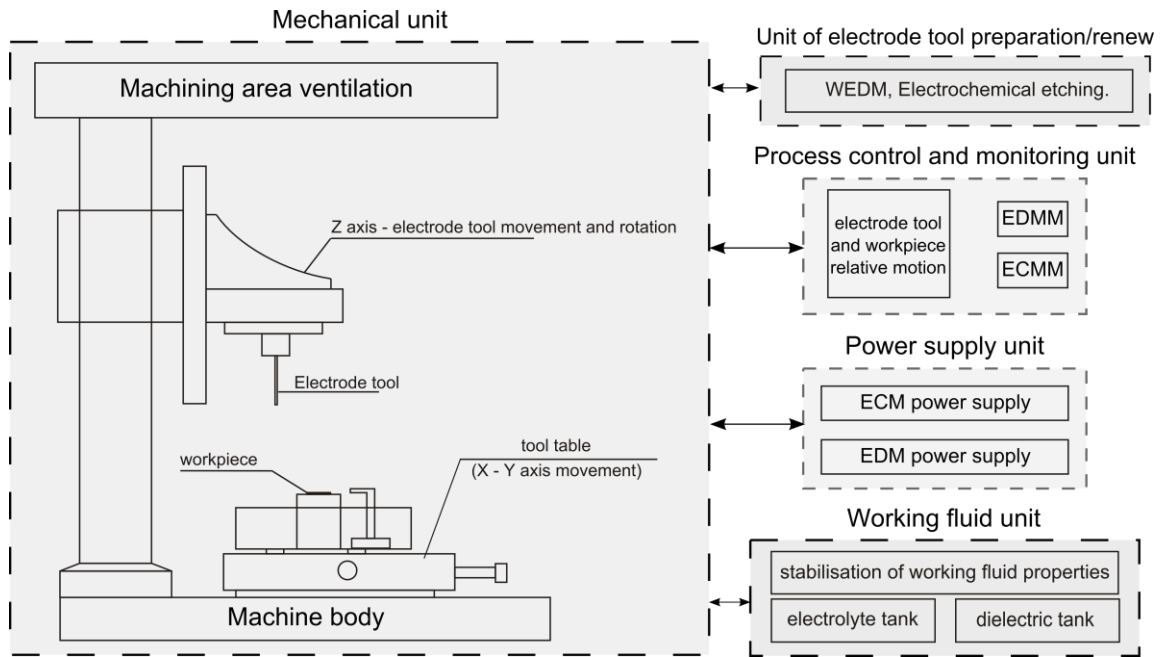 Mechanical unit
Machining area ventilation
Z axis - electrode tool movement and rotation
Electrode tool
workpiece
tool table
(X - Y axis movement)
Machine body
Unit of electrode tool preparation/renew
WEDM, Electrochemical etching.
Process control and monitoring unit
electrode tool
and workpiece
relative motion
EDMM
ECMM
Power supply unit
ECM power supply
EDM power supply
Working fluid unit
stabilisation of working fluid properties
electrolyte tank
dielectric tank